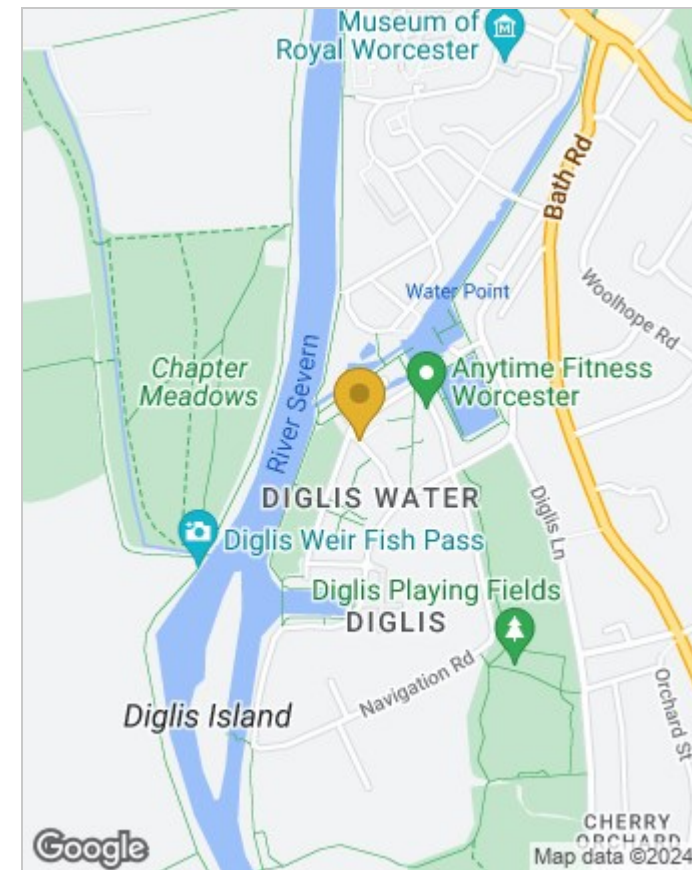 Museum of
Royal Worcester
Bath Rd
Woolhope Rd
Water Point
Chapter
Meadows
River Severn
Anytime Fitness
Worcester
DIGLIS WATER
Diglis Ln
Diglis Weir Fish Pass
Diglis Playing Fields
DIGLIS
Navigation Rd
Orchard St
Diglis Island
CHERRY
ORCHARD
Google
Map data ©2024